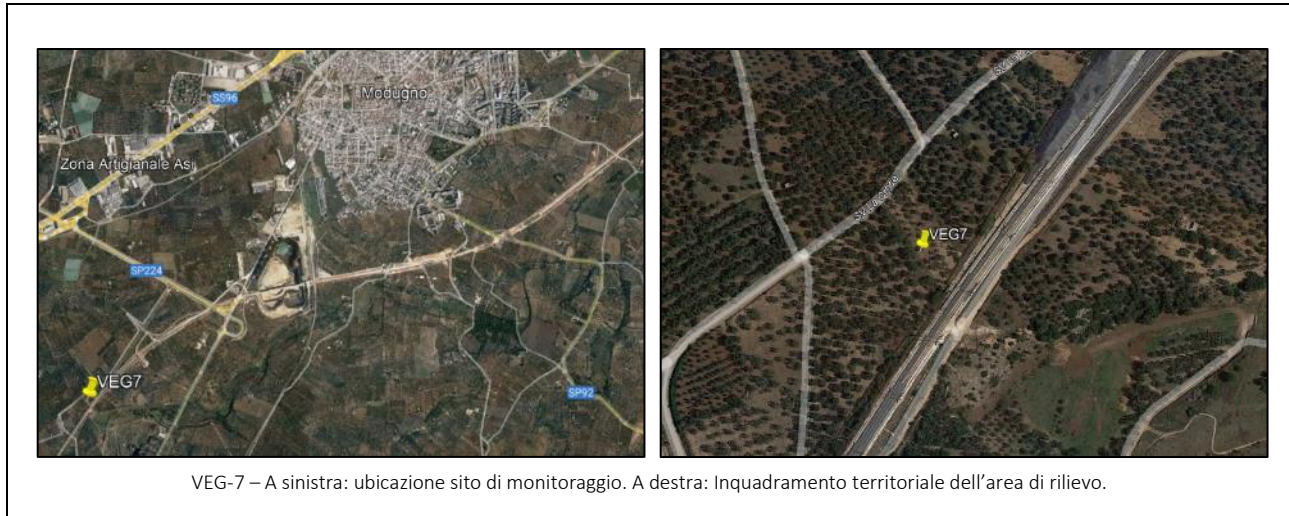 Modugno
SS96
Zona Artigianale Asi
SP224
VEG7
SP92
VEG7
VEG-7 – A sinistra: ubicazione sito di monitoraggio. A destra: Inquadramento territoriale dell’area di rilievo.